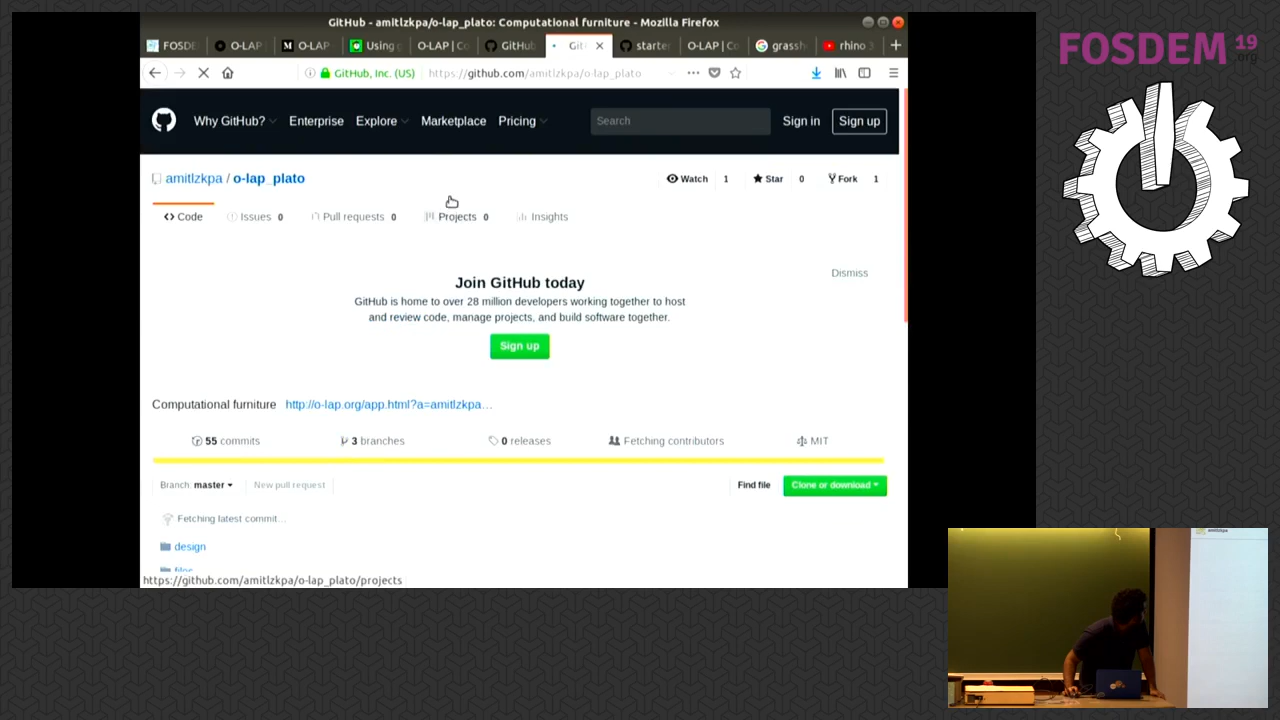 GitHub - amitlzkpa/o-lap_plato: Computational furniture - Mozilla Firefox
FOSDE O-LAP O-LAP Using O-LAP | Co GitHub Git starte O-LAP | Co grassh rhino 3
GitHub, Inc. (US) https://github.com/amitlzkpa/o-lap_plato
Why GitHub? Enterprise Explore Marketplace Pricing Search Sign in Sign up
amitlzkpa / o-lap_plato Watch 1 Star 0 Fork 1
Code Issues 0 Pull requests 0 Projects 0 Insights
Dismiss
Join GitHub today
GitHub is home to over 28 million developers working together to host
and review code, manage projects, and build software together.
Sign up
Computational furniture http://o-lap.org/app.html?a=amitlzkpa…
55 commits 3 branches 0 releases Fetching contributors MIT
Branch: master New pull request Find file Clone or download
Fetching latest commit…
design
files
https://github.com/amitlzkpa/o-lap_plato/projects
FOSDEM 19
.org
amitlzkpa